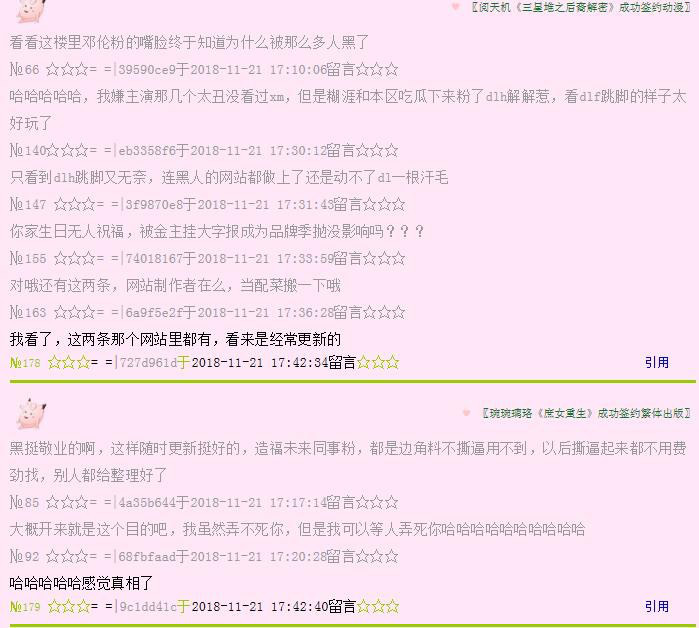 ♥ 【阅天机《三星堆之后裔解密》成功签约动漫】
看看这楼里邓伦粉的嘴脸终于知道为什么被那么多人黑了
№66 ☆☆☆= =|39590ce9于2018-11-21 17:10:06留言☆☆☆
哈哈哈哈哈，我嫌主演那几个太丑没看过xm，但是糊涯和本区吃瓜下来粉了dlh解解惹，看dlf跳脚的样子太
好玩了
№140☆☆☆= =|eb3358f6于2018-11-21 17:30:12留言☆☆☆
只看到dlh跳脚又无奈，连黑人的网站都做上了还是动不了dl一根汗毛
№147 ☆☆☆= =|3f9870e8于2018-11-21 17:31:43留言☆☆☆
你家生日无人祝福，被金主挂大字报成为品牌季抛没影响吗？？？
№155 ☆☆☆= =|74018167于2018-11-21 17:33:59留言☆☆☆
对哦还有这两条，网站制作者在么，当配菜搬一下哦
№163 ☆☆☆= =|6a9f5e2f于2018-11-21 17:36:28留言☆☆☆
我看了，这两条那个网站里都有，看来是经常更新的
№178 ☆☆☆= =|727d961d于2018-11-21 17:42:34留言☆☆☆ 引用
♥ 【琬琬璃珞《庶女重生》成功签约繁体出版】
黑挺敬业的啊，这样随时更新挺好的，造福未来同事粉，都是边角料不撕逼用不到，以后撕逼起来都不用费
劲找，别人都给整理好了
№85 ☆☆☆= =|4a35b644于2018-11-21 17:17:14留言☆☆☆
大概开来就是这个目的吧，我虽然弄不死你，但是我可以等人弄死你哈哈哈哈哈哈哈哈哈哈
№92 ☆☆☆= =|68fbfaad于2018-11-21 17:20:28留言☆☆☆
哈哈哈哈哈感觉真相了
№179 ☆☆☆= =|9c1dd41c于2018-11-21 17:42:40留言☆☆☆ 引用